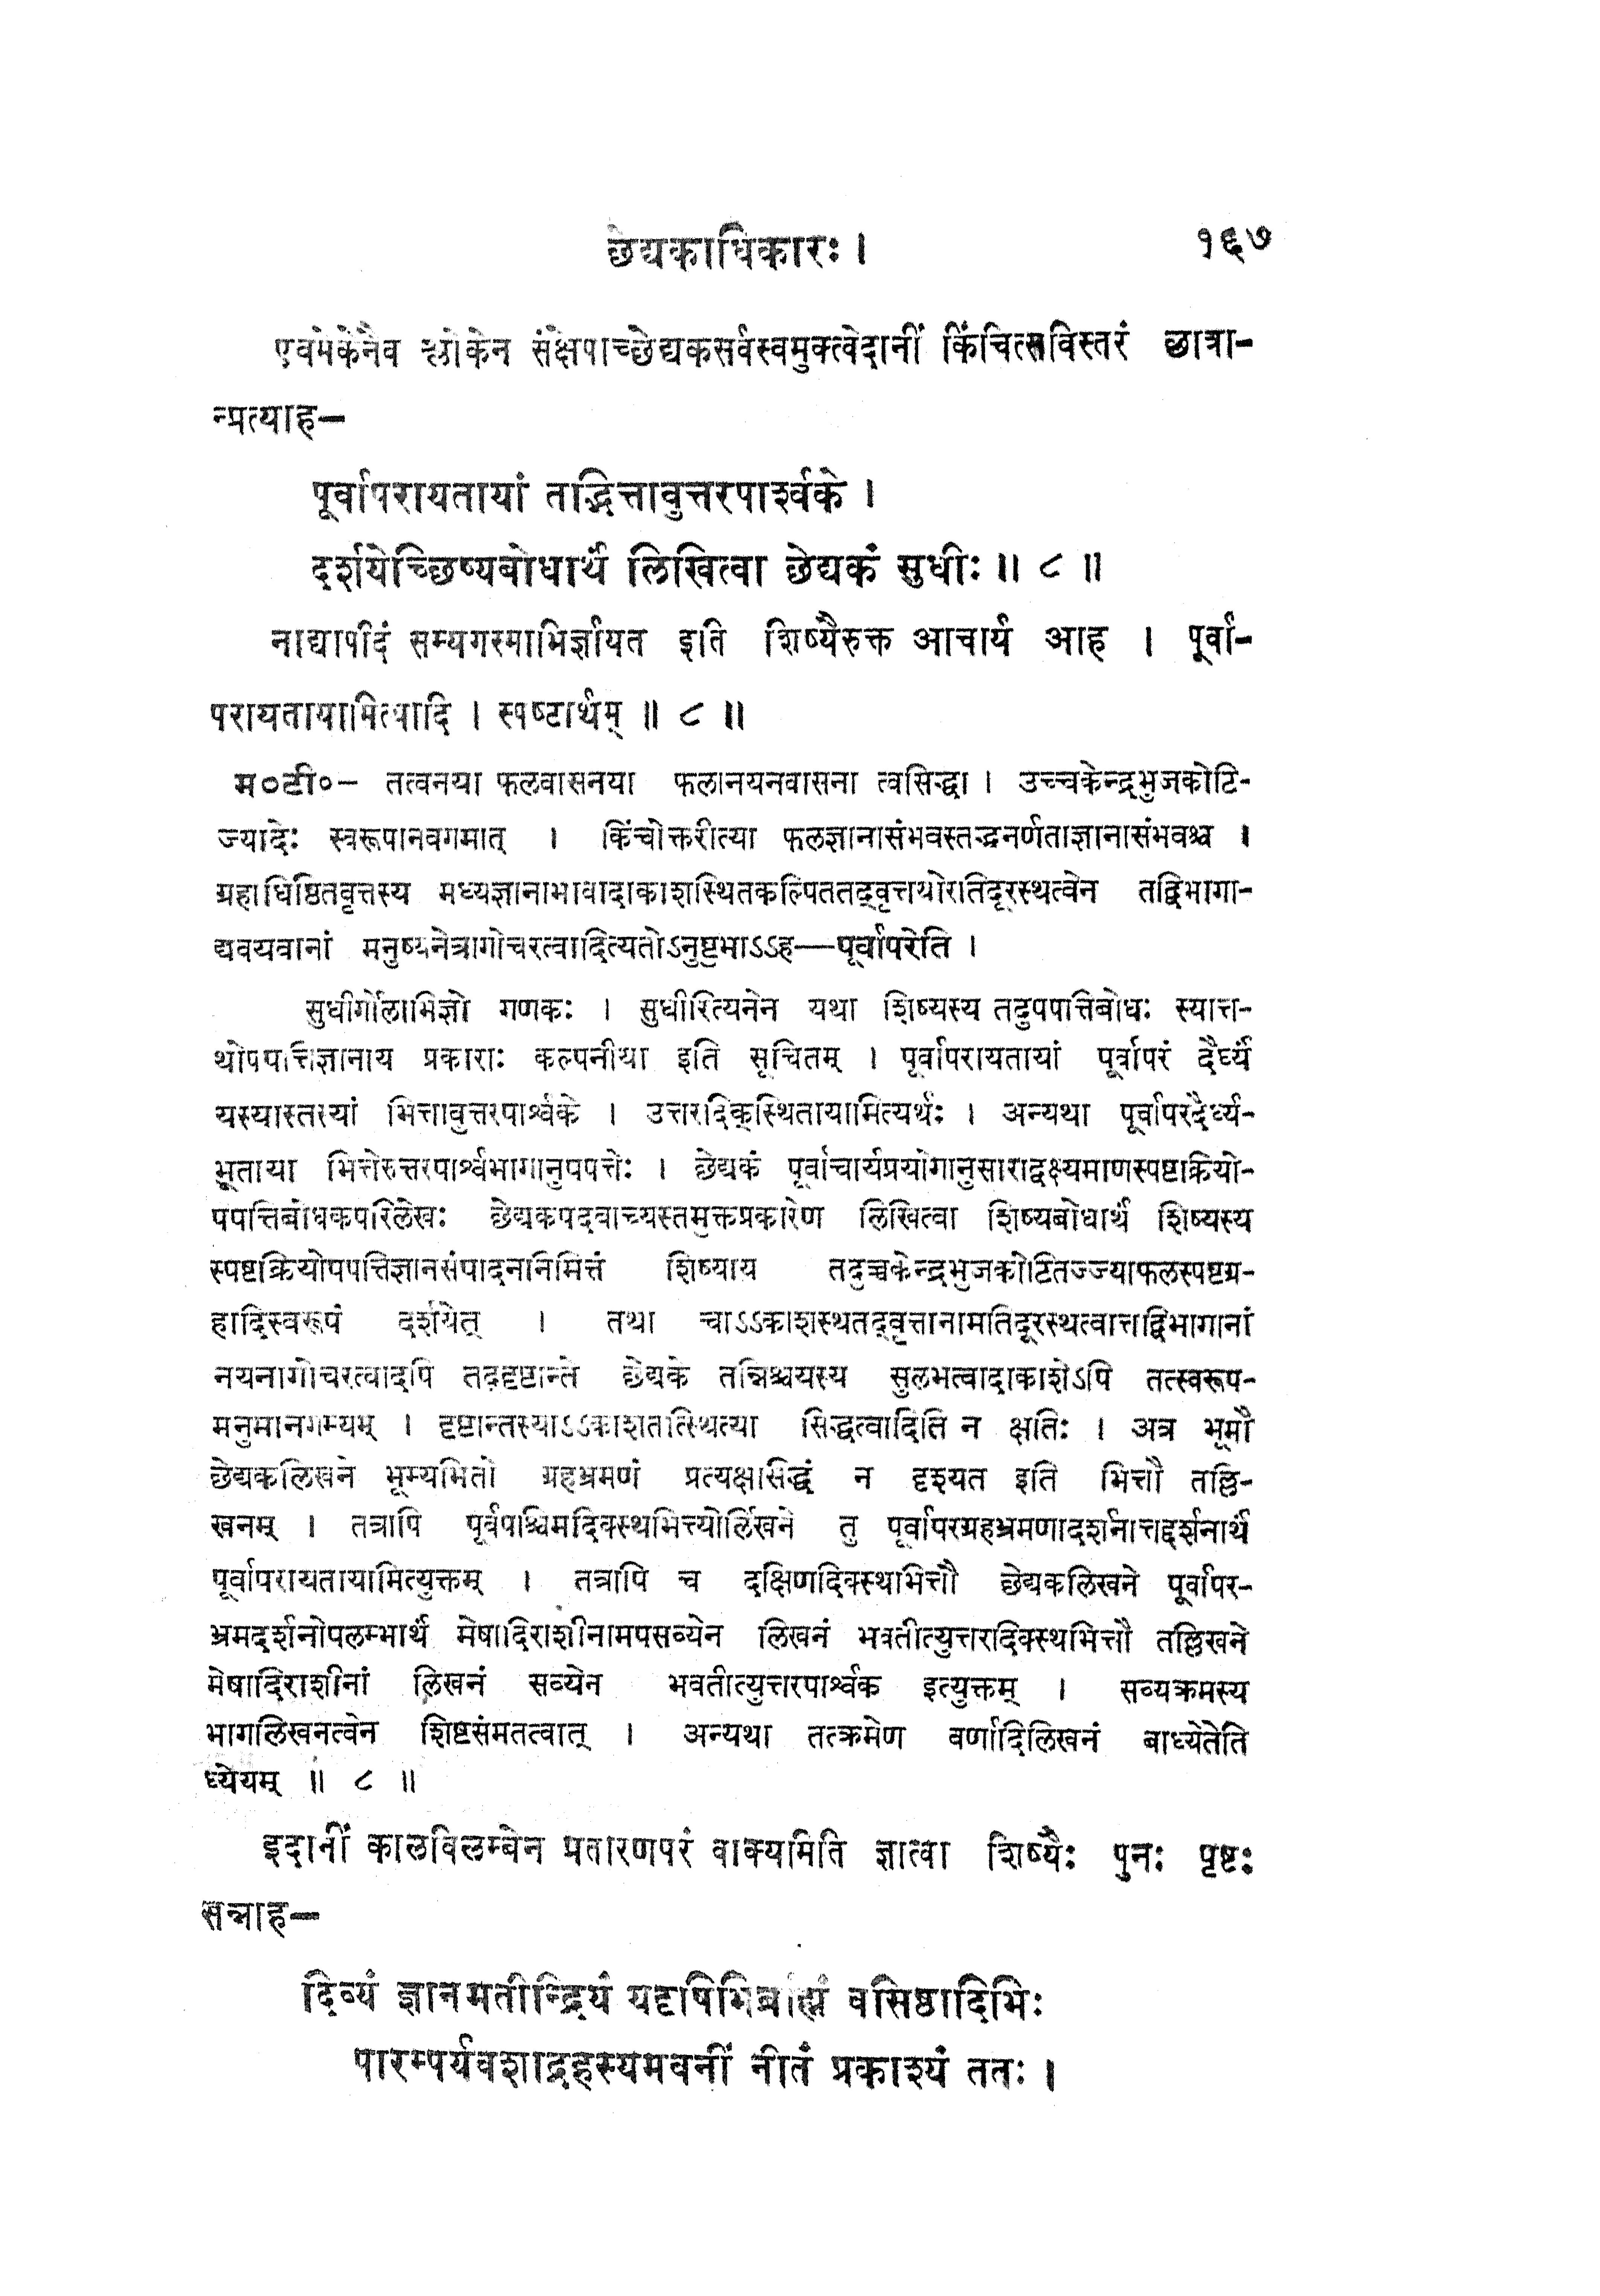 छेद्यकाधिकारः ।
१६७
एवमेकेनैव श्लोकेन संक्षेपाच्छेद्यकसर्वस्वमुक्त्वेदानीं किंचित्सविस्तरं छात्रा-
न्प्रत्याह—
पूर्वापरायतायां तद्भित्तावुत्तरपार्श्वके ।
दर्शयेच्छिष्यबोधार्थं लिखित्वा छेद्यकं सुधीः ॥ ८ ॥
नाद्यापीदं सम्यगस्माभिर्ज्ञायत इति शिष्यैरुक्त आचार्य आह । पूर्वा-
परायतायामित्यादि । स्पष्टार्थम् ॥ ८ ॥
म०टी०— तत्वनया फलवासनया फलानयनवासना त्वसिद्धा । उच्चकेन्द्रभुजकोटि-
ज्यादेः स्वरूपानवगमात् । किंचोक्तरीत्या फलज्ञानासंभवस्तद्धनर्णताज्ञानासंभवश्च ।
ग्रहाधिष्ठितवृत्तस्य मध्यज्ञानाभावादाकाशस्थितकल्पिततद्वृत्तयोरतिदूरस्थत्वेन तद्विभागा-
द्यवयवानां मनुष्यनेत्रागोचरत्वादित्यतोऽनुष्टुभाऽऽह—पूर्वापरेति ।
सुधीर्गोलाभिज्ञो गणकः । सुधीरित्यनेन यथा शिष्यस्य तदुपपत्तिबोधः स्यात्त-
थोपपत्तिज्ञानाय प्रकाराः कल्पनीया इति सूचितम् । पूर्वापरायतायां पूर्वापरं दैर्घ्यं
यस्यास्तस्यां भित्तावुत्तरपार्श्वके । उत्तरदिक्स्थितायामित्यर्थः । अन्यथा पूर्वापरदैर्घ्य-
भूताया भित्तेरुत्तरपार्श्वभागानुपपत्तेः । छेद्यकं पूर्वाचार्यप्रयोगानुसाराद्वक्ष्यमाणस्पष्टक्रियो-
पपत्तिबोधकपरिलेखः छेद्यकपदवाच्यस्तमुक्तप्रकारेण लिखित्वा शिष्यबोधार्थं शिष्यस्य
स्पष्टक्रियोपपत्तिज्ञानसंपादननिमित्तं शिष्याय तदुच्चकेन्द्रभुजकोटितज्ज्याफलस्पष्टग्र-
हादिस्वरूपं दर्शयेत् । तथा चाऽऽकाशस्थतद्वृत्तानामतिदूरस्थत्वात्तद्विभागानां
नयनागोचरत्वादपि तद्दृष्टान्ते छेद्यके तन्निश्चयस्य सुलभत्वादाकाशेऽपि तत्स्वरूप-
मनुमानगम्यम् । दृष्टान्तस्याऽऽकाशतत्स्थित्या सिद्धत्वादिति न क्षतिः । अत्र भूमौ
छेद्यकलिखने भूम्यभितो ग्रहभ्रमणं प्रत्यक्षसिद्धं न दृश्यत इति भित्तौ तल्लि-
खनम् । तत्रापि पूर्वपश्चिमदिक्स्थभित्त्योर्लिखने तु पूर्वापरग्रहभ्रमणादर्शनात्तद्दर्शनार्थं
पूर्वापरायतायामित्युक्तम् । तत्रापि च दक्षिणदिक्स्थभित्तौ छेद्यकलिखने पूर्वापर-
भ्रमदर्शनोपलम्भार्थं मेषादिराशीनामपसव्येन लिखनं भवतीत्युत्तरदिक्स्थभित्तौ तल्लिखने
मेषादिराशीनां लिखनं सव्येन भवतीत्युत्तरपार्श्वक इत्युक्तम् । सव्यक्रमस्य
भागलिखनत्वेन शिष्टसंमतत्वात् । अन्यथा तत्क्रमेण वर्णादिलिखनं बाध्येतेति
ध्येयम् ॥ ८ ॥
इदानीं कालविलम्बेन प्रतारणपरं वाक्यमिति ज्ञात्वा शिष्यैः पुनः पृष्टः
सन्नाह—
दिव्यं ज्ञानमतीन्द्रियं यदृषिभिर्ब्राह्मं वसिष्ठादिभिः
पारम्पर्यवशाद्रहस्यमवनीं नीतं प्रकाश्यं ततः ।